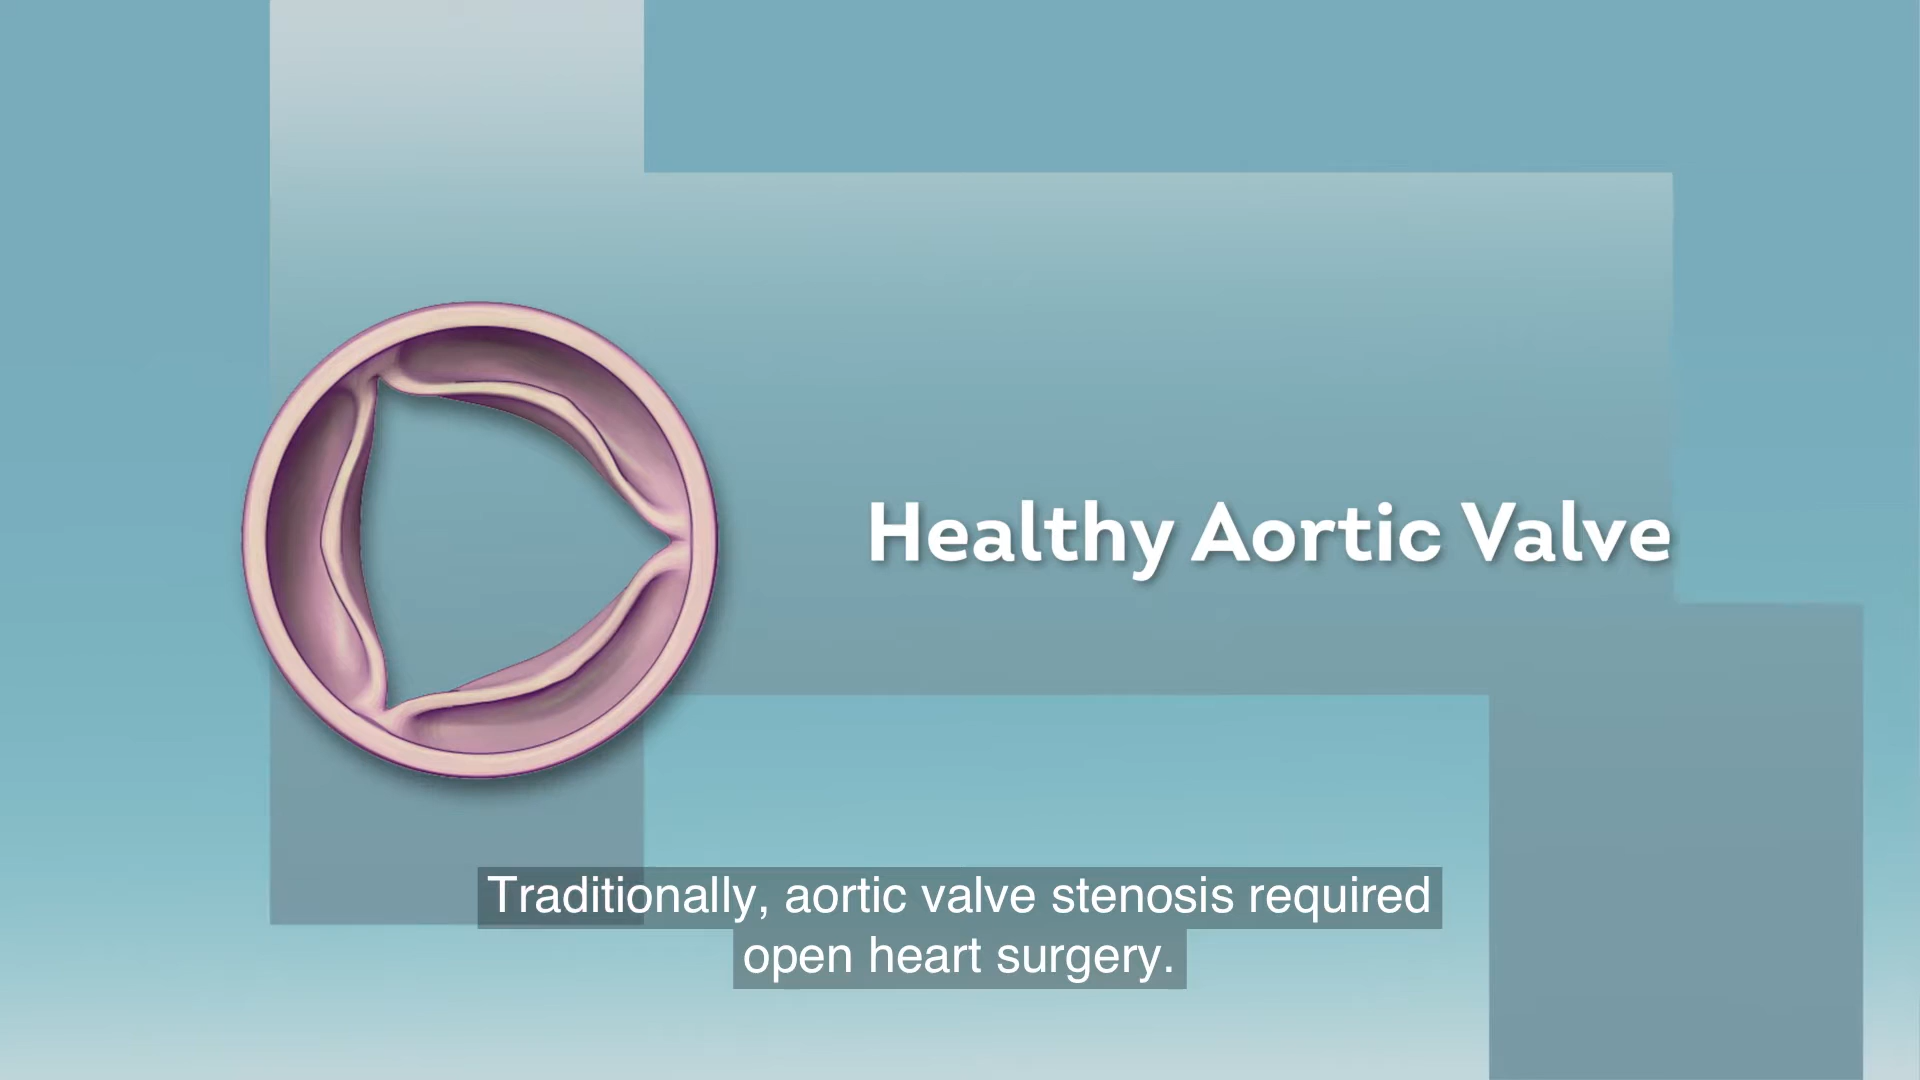 Healthy Aortic Valve
Traditionally, aortic valve stenosis required
open heart surgery.